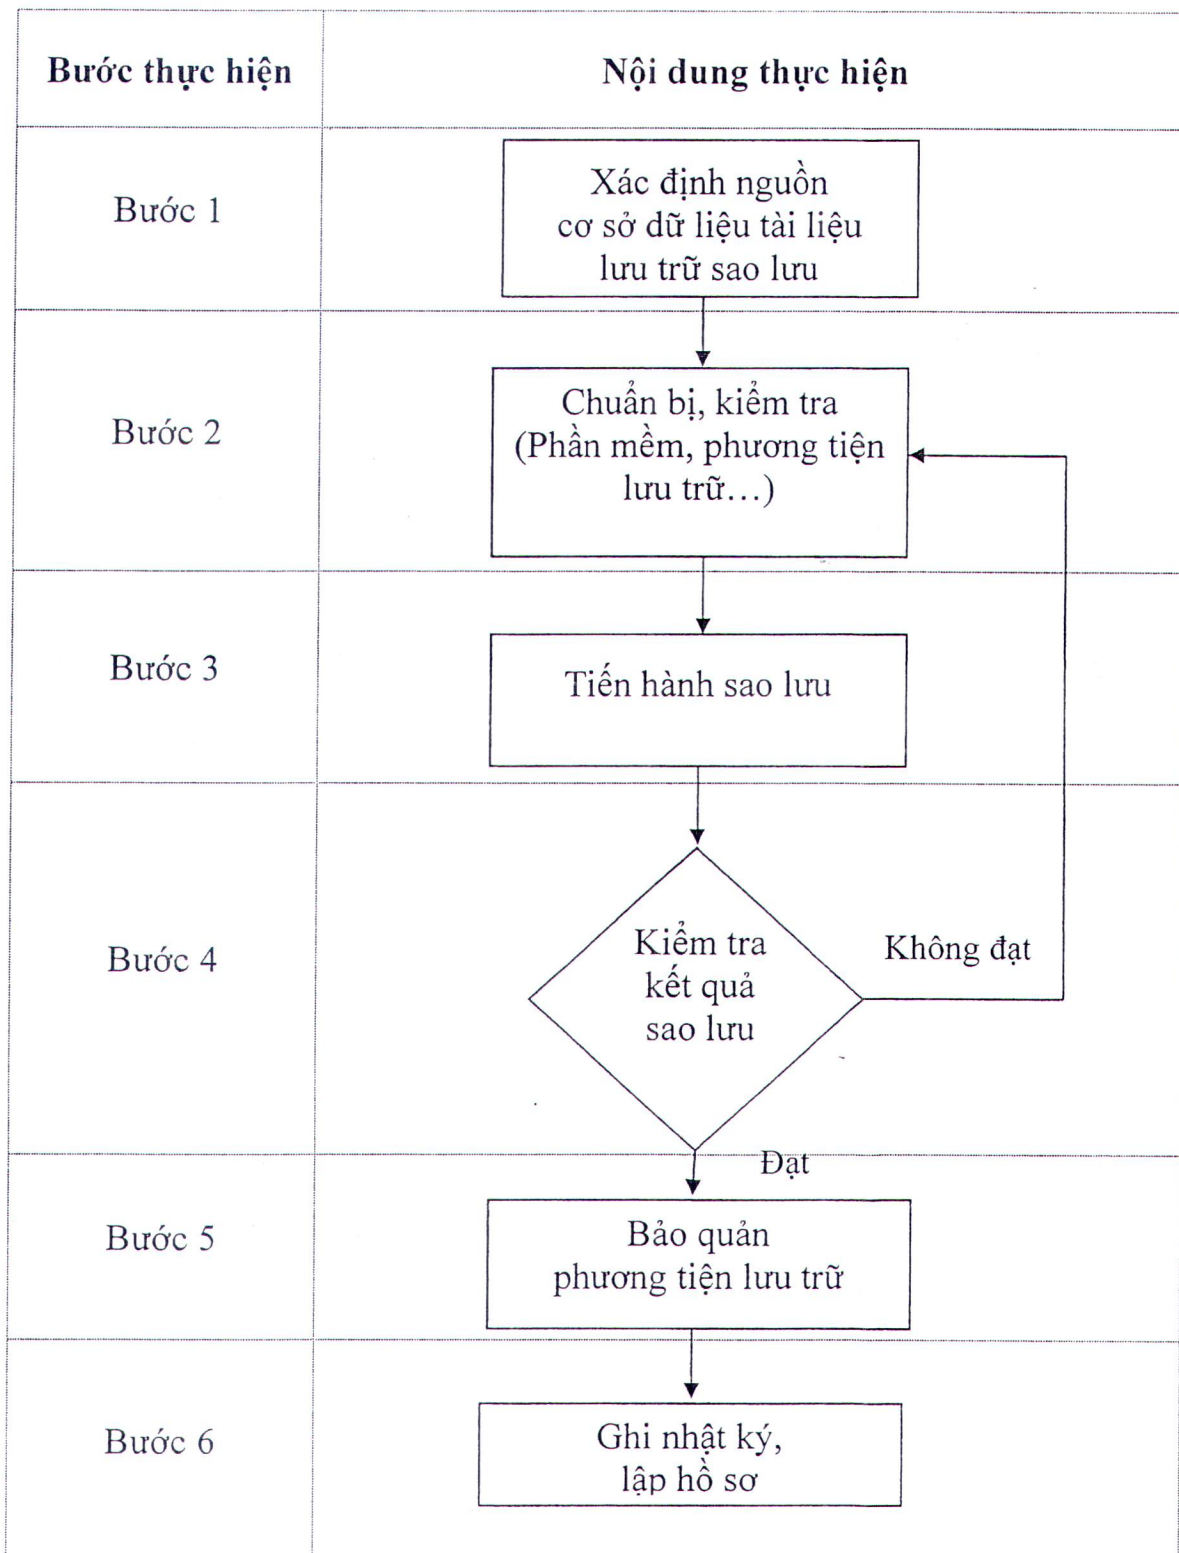 Bước thực hiện
Nội dung thực hiện
Bước 1
Xác định nguồn
cơ sở dữ liệu tài liệu
lưu trữ sao lưu
Bước 2
Chuẩn bị, kiểm tra
(Phần mềm, phương tiện
lưu trữ…)
Bước 3
Tiến hành sao lưu
Bước 4
Kiểm tra
kết quả
sao lưu
Không đạt
Đạt
Bước 5
Bảo quản
phương tiện lưu trữ
Bước 6
Ghi nhật ký,
lập hồ sơ